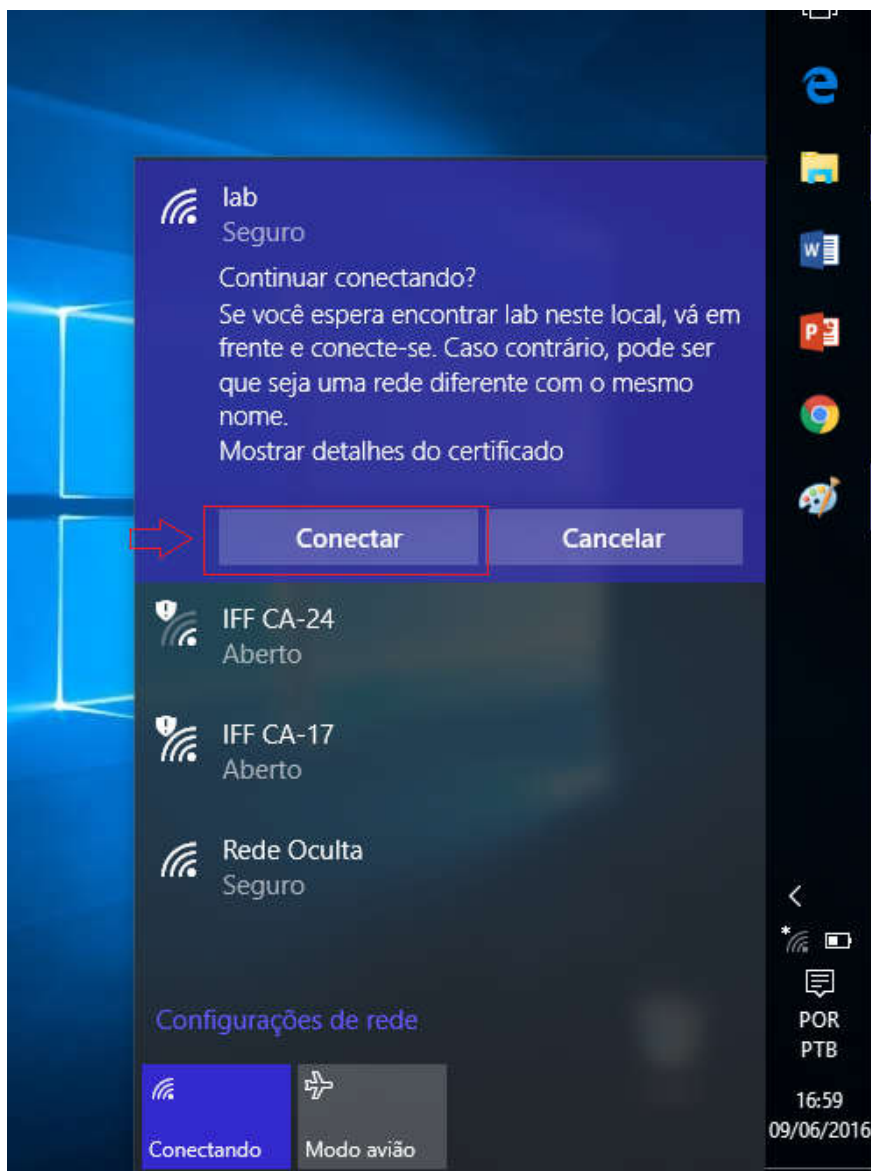 lab
Seguro
Continuar conectando?
Se você espera encontrar lab neste local, vá em
frente e conecte-se. Caso contrário, pode ser
que seja uma rede diferente com o mesmo
nome.
Mostrar detalhes do certificado
Conectar
Cancelar
IFF CA-24
Aberto
IFF CA-17
Aberto
Rede Oculta
Seguro
Configurações de rede
Conectando
Modo avião
POR
PTB
16:59
09/06/2016